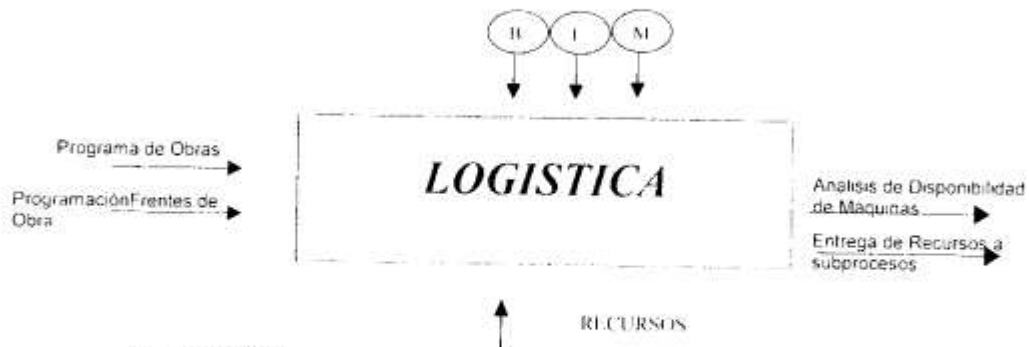 M
Programa de Obras
LOGISTICA
ProgramaciónFrentes de
Obra
Analisis de Disponibilidad
de Maquinas
Entrega de Recursos a
subprocesos
RECURSOS